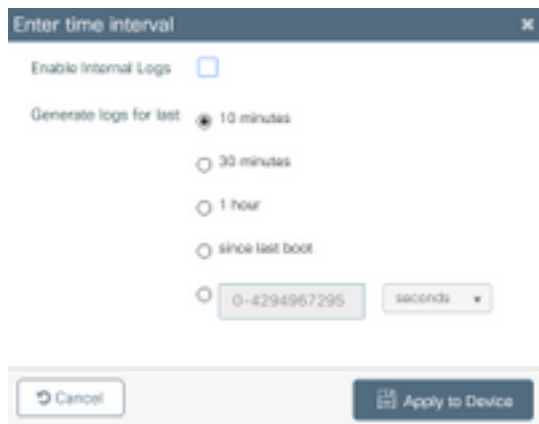 Enter time interval
Enable Internal Logs
Generate logs for last
10 minutes
30 minutes
1 hour
since last boot
0-4294967295 seconds
Cancel Apply to Device